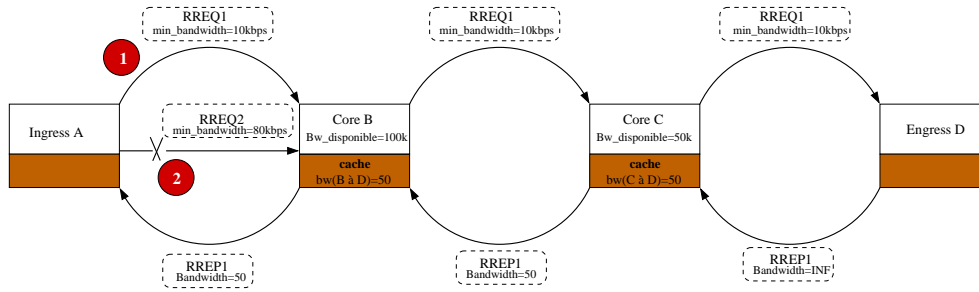 RREQ1
min_bandwidth=10kbps
RREQ1
min_bandwidth=10kbps
RREQ1
min_bandwidth=10kbps
1
RREQ2
min_bandwidth=80kbps
2
Ingress A
Core B
Bw_disponible=100k
cache
bw(B à D)=50
Core C
Bw_disponible=50k
cache
bw(C à D)=50
Engress D
RREP1
Bandwidth=50
RREP1
Bandwidth=50
RREP1
Bandwidth=INF